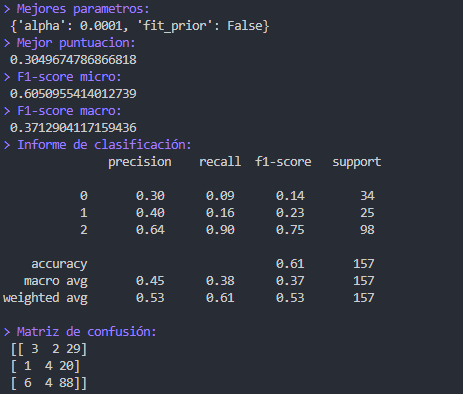 > Mejores parametros:
{'alpha': 0.0001, 'fit_prior': False}
> Mejor puntuacion:
0.3049674786866818
> F1-score micro:
0.6050955414012739
> F1-score macro:
0.3712904117159436
> Informe de clasificación:
precision recall f1-score support
0 0.30 0.09 0.14 34
1 0.40 0.16 0.23 25
2 0.64 0.90 0.75 98
accuracy 0.61 157
macro avg 0.45 0.38 0.37 157
weighted avg 0.53 0.61 0.53 157
> Matriz de confusión:
[[ 3 2 29]
[ 1 4 20]
[ 6 4 88]]